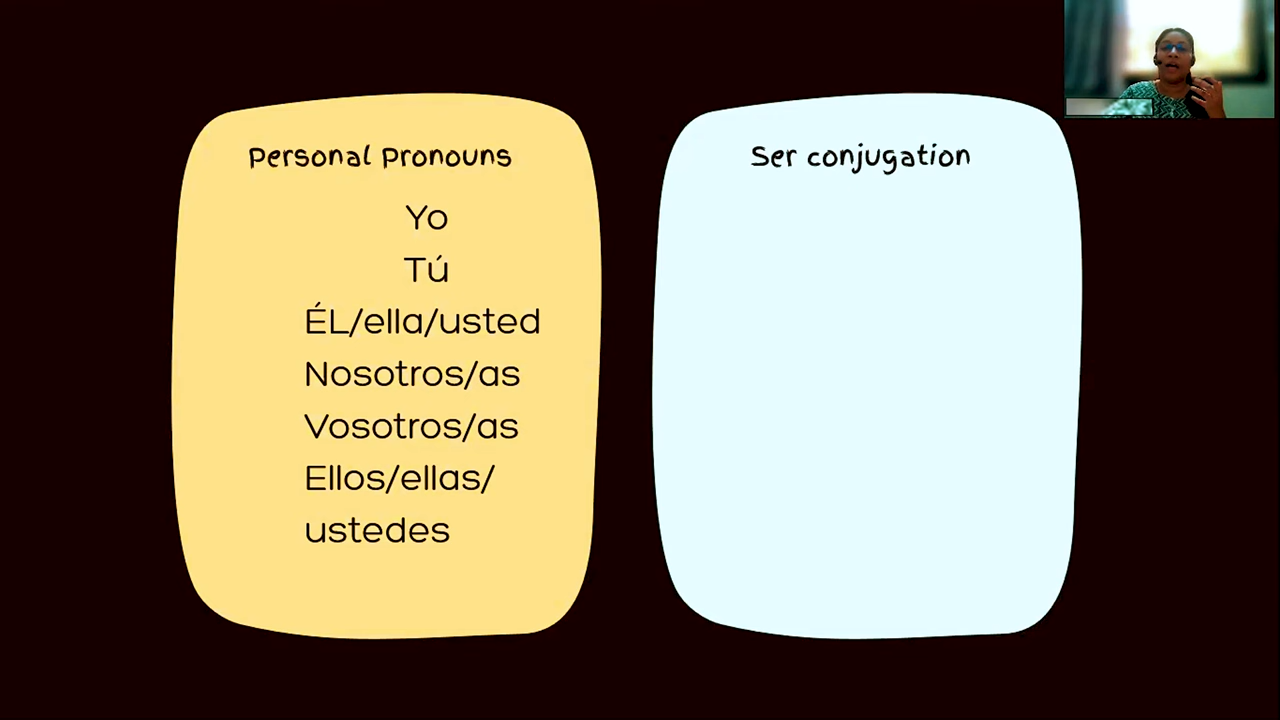 Personal Pronouns
Yo
Tú
ÉL/ella/usted
Nosotros/as
Vosotros/as
Ellos/ellas/
ustedes
Ser conjugation